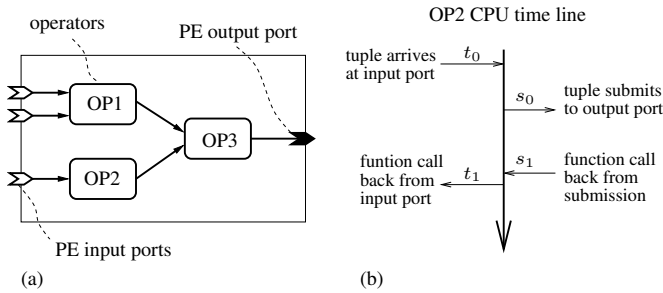 operators
PE output port
OP1
OP2
OP3
PE input ports
(a)
OP2 CPU time line
tuple arrives
at input port
t₀
s₀
tuple submits
to output port
funtion call
back from
input port
t₁
s₁
function call
back from
submission
(b)